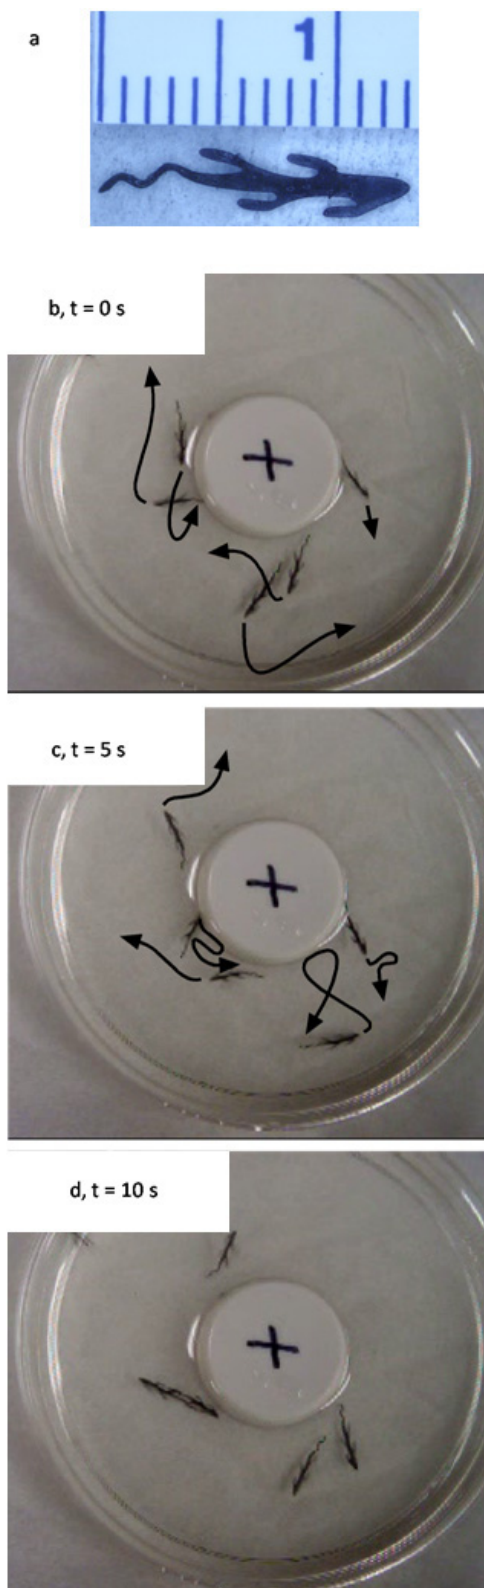 a
1
b, t = 0 s
c, t = 5 s
d, t = 10 s